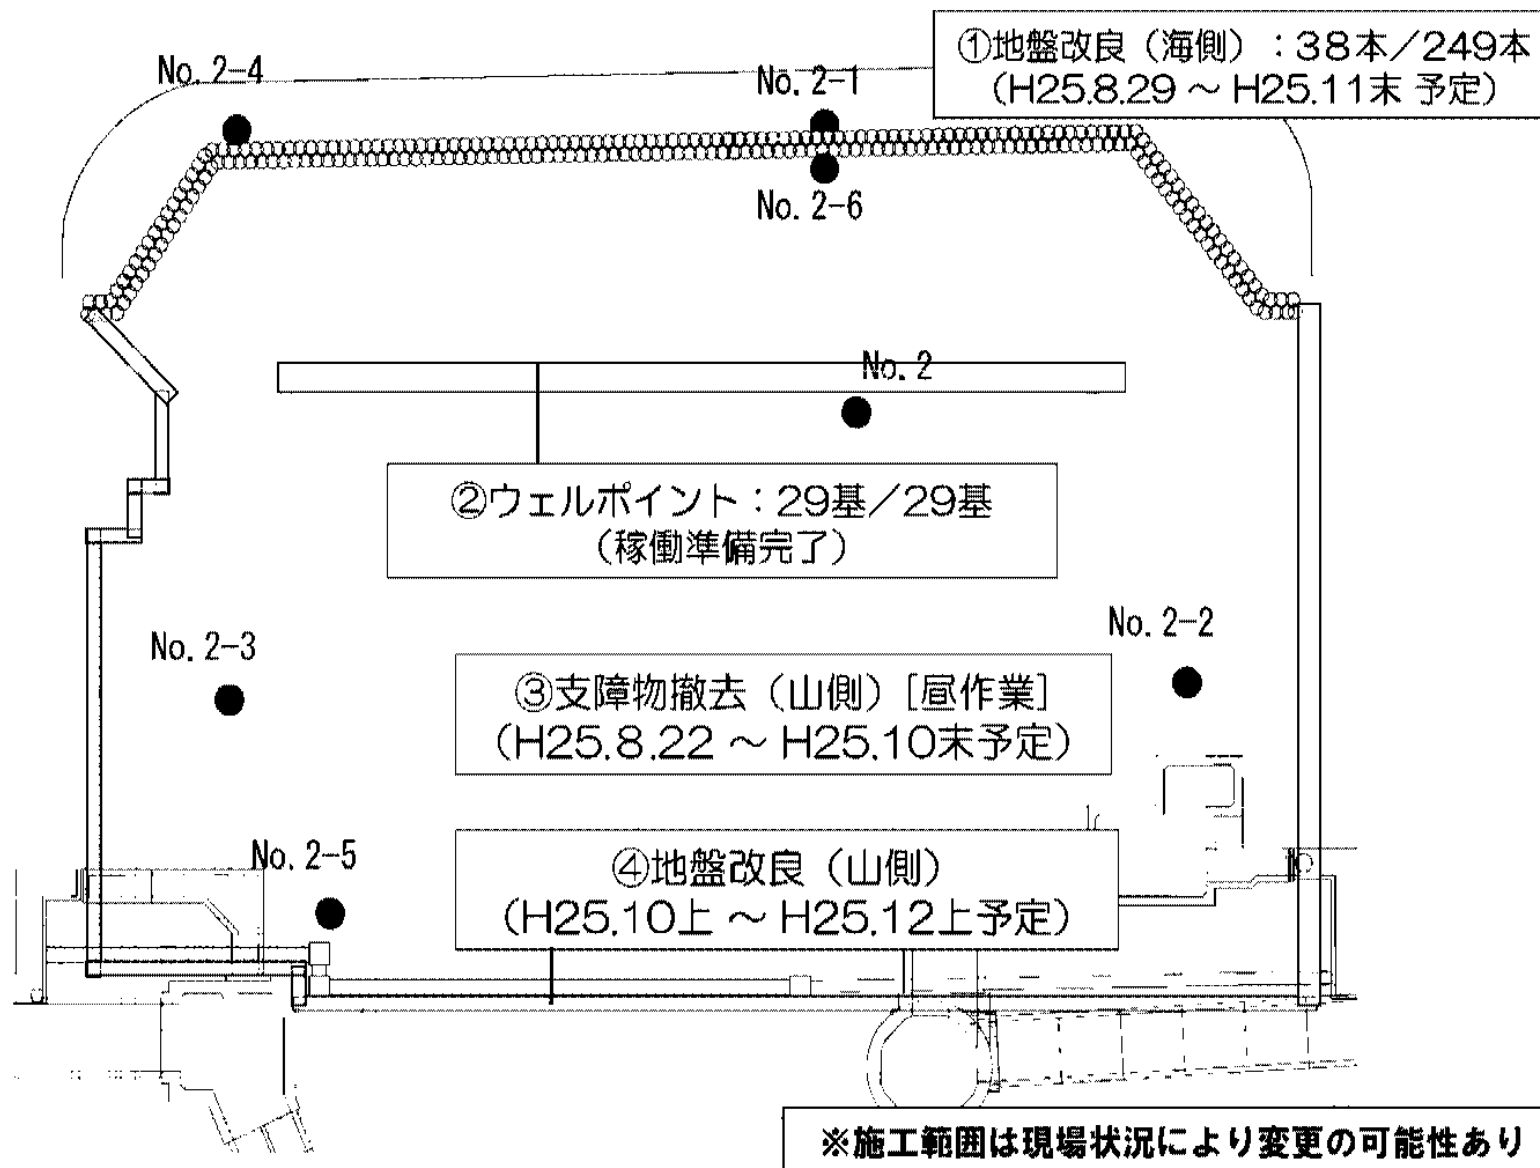 ①地盤改良（海側）：38本／249本
（H25.8.29 ～ H25.11末 予定）
No. 2-4
No. 2-1
No. 2-6
No. 2
②ウェルポイント：29基／29基
（稼働準備完了）
No. 2-2
No. 2-3
③支障物撤去（山側）［昼作業］
（H25.8.22 ～ H25.10末予定）
No. 2-5
④地盤改良（山側）
（H25.10上 ～ H25.12上予定）
※施工範囲は現場状況により変更の可能性あり